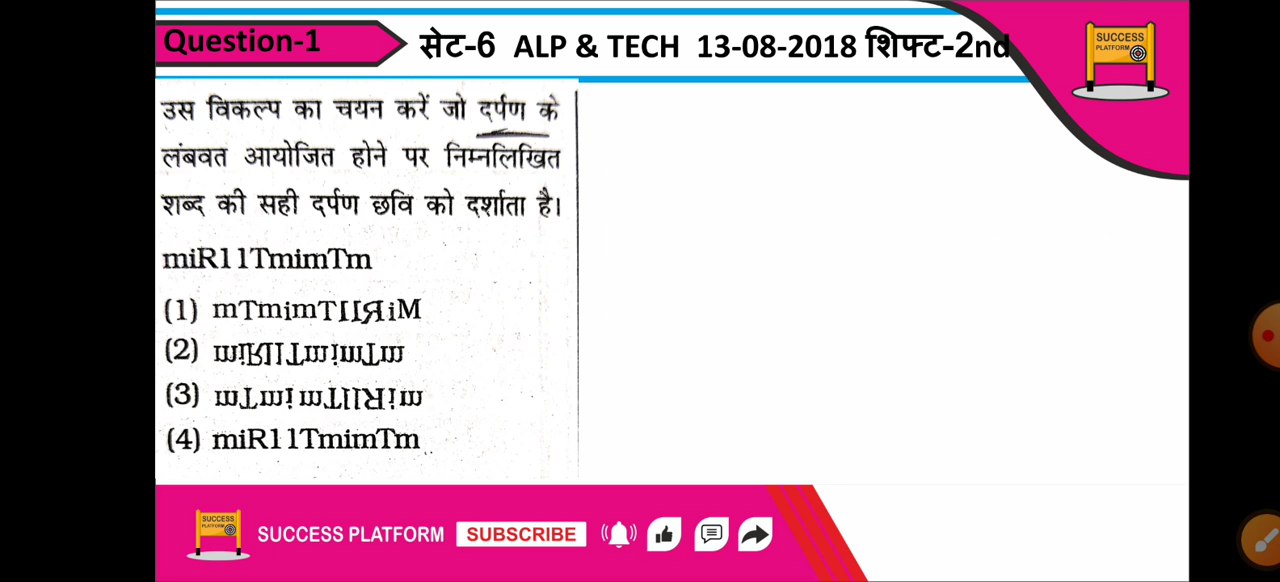 Question-1
सेट-6 ALP & TECH 13-08-2018 शिफ्ट-2nd
SUCCESS
PLATFORM
उस विकल्प का चयन करें जो दर्पण के
लंबवत आयोजित होने पर निम्नलिखित
शब्द की सही दर्पण छवि को दर्शाता है।
miR11TmimTm
(1) mTmimTIIЯiM
(2)
(3)
(4) miR11TmimTm
SUCCESS
PLATFORM
SUCCESS PLATFORM SUBSCRIBE